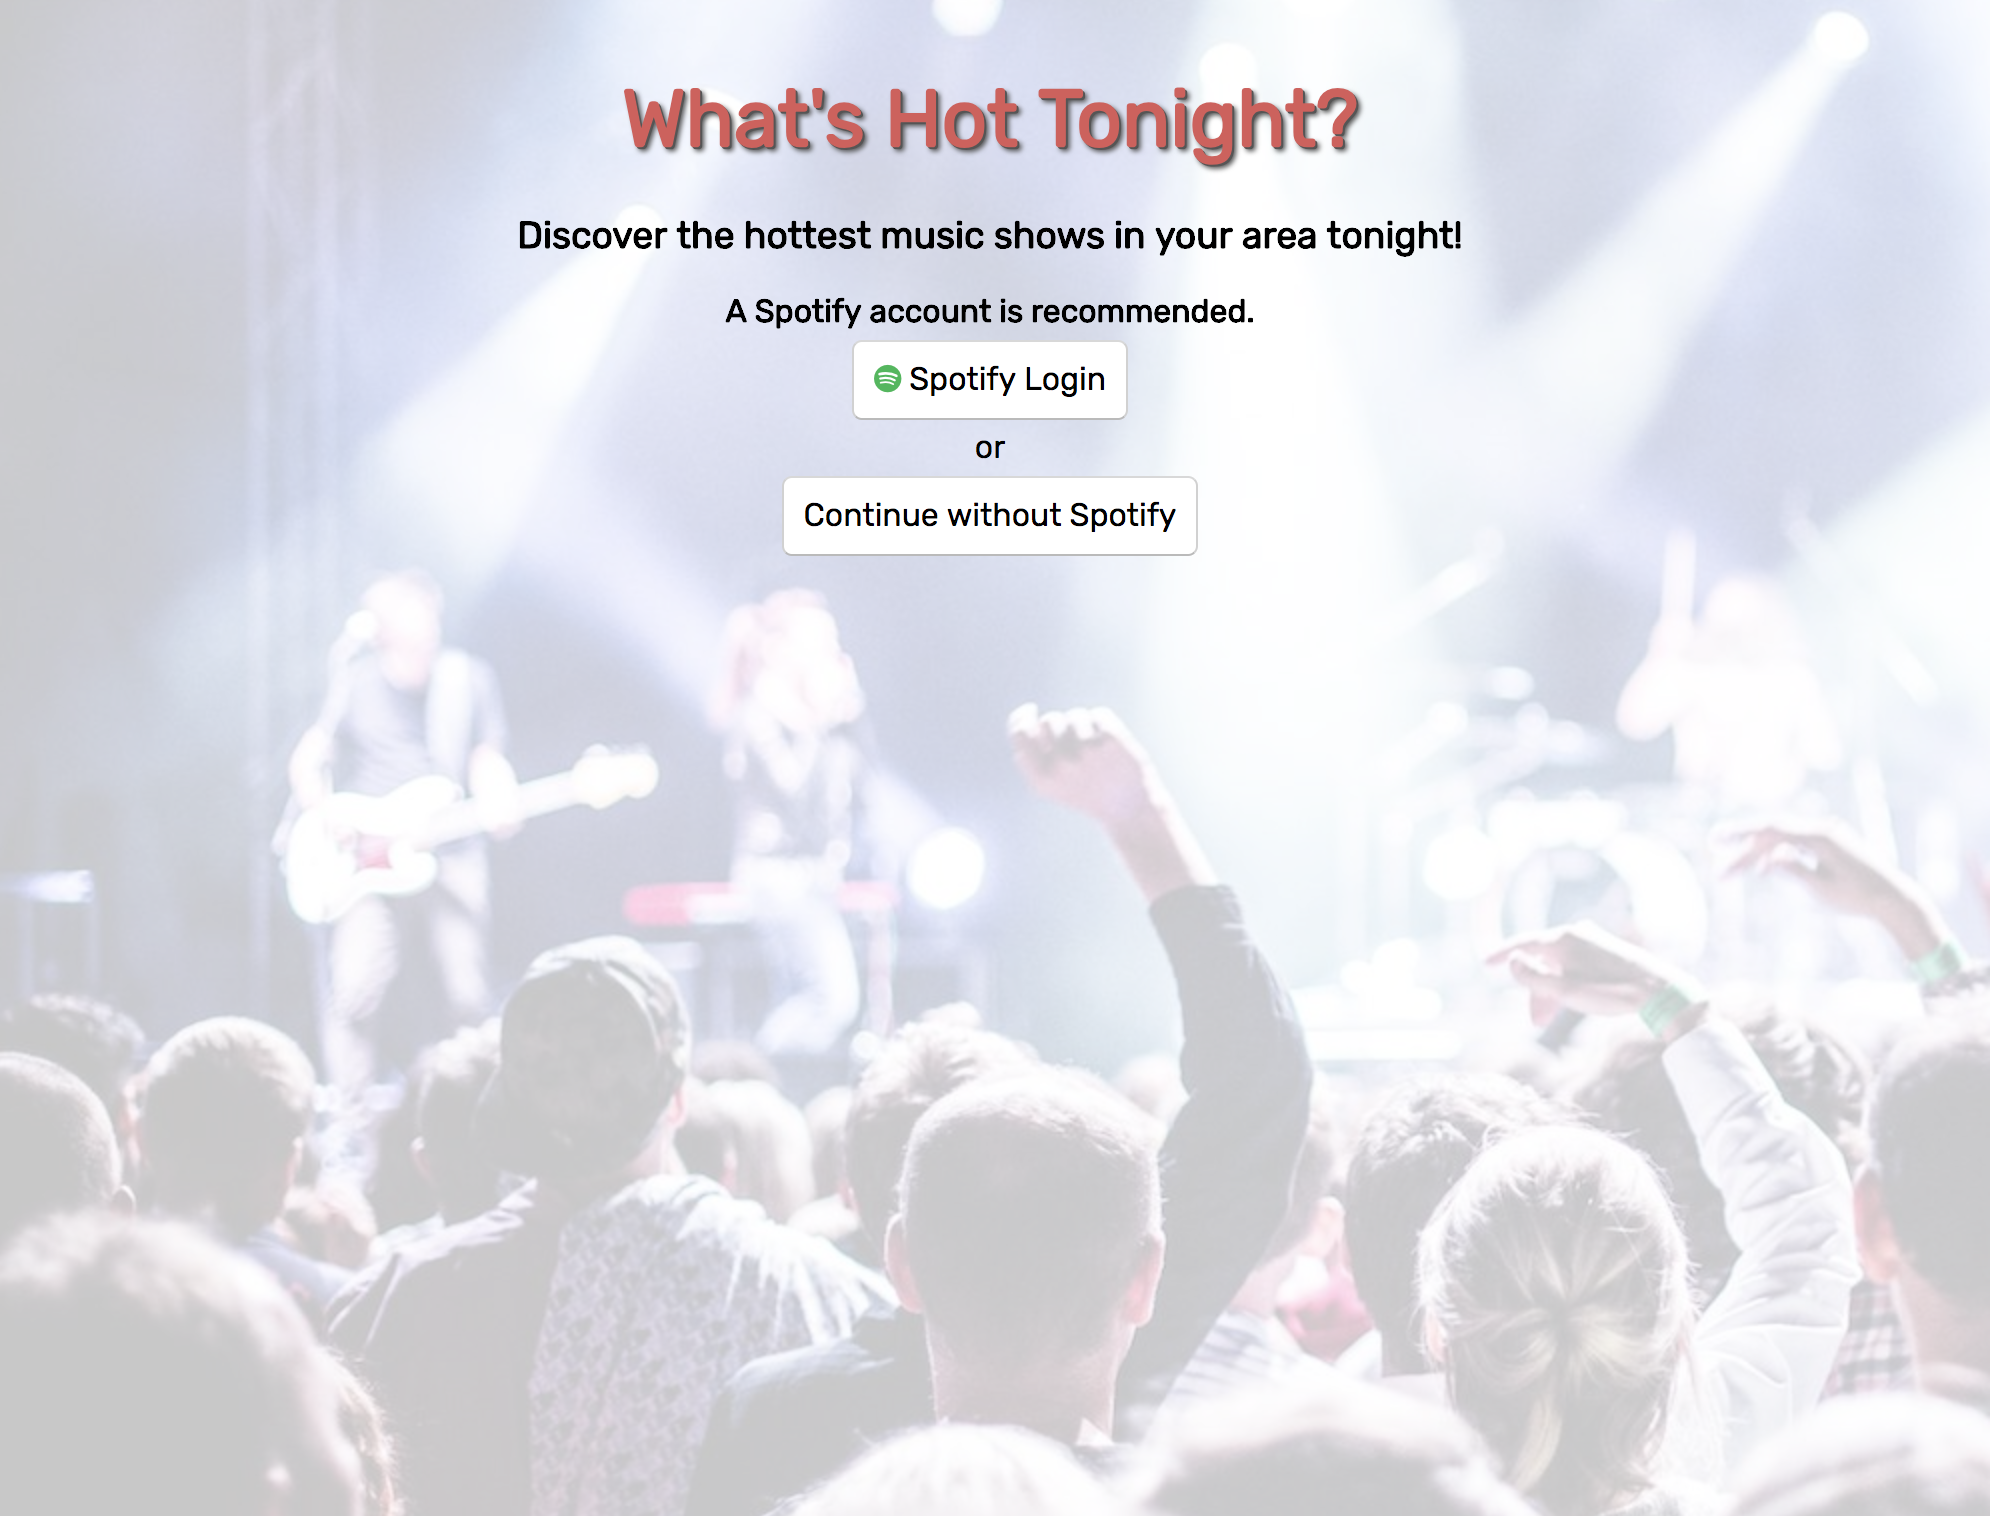 What's Hot Tonight?
Discover the hottest music shows in your area tonight!
A Spotify account is recommended.
Spotify Login
or
Continue without Spotify